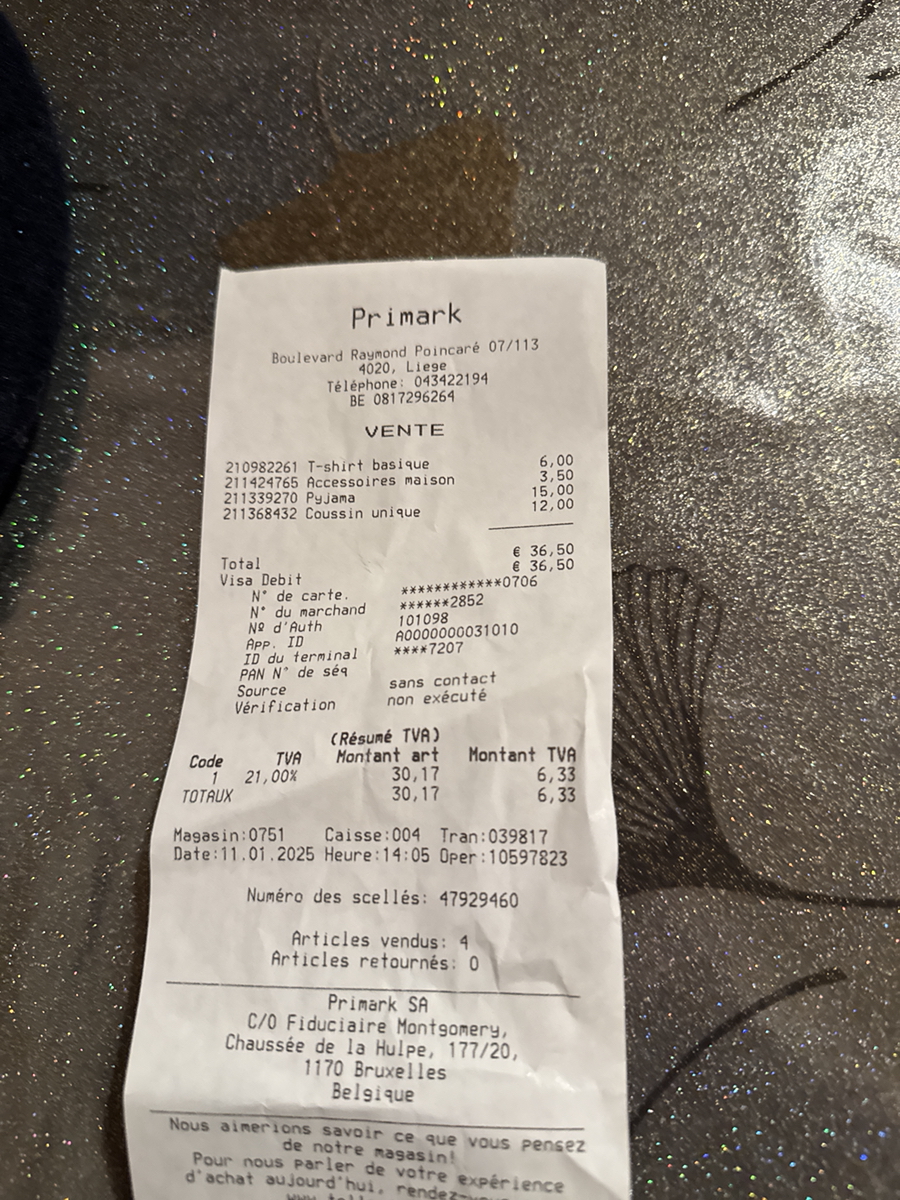 Primark
Boulevard Raymond Poincaré 07/113
4020, Liege
Téléphone: 043422194
BE 0817296264
VENTE
210982261 T-shirt basique 6,00
211424765 Accessoires maison 3,50
211339270 Pyjama 15,00
211368432 Coussin unique 12,00
Total € 36,50
Visa Debit € 36,50
N° de carte. ************0706
N° du marchand ******2852
Nº d'Auth 101098
App. ID A0000000031010
ID du terminal ****7207
PAN N° de séq
Source sans contact
Vérification non exécuté
(Résumé TVA)
Code TVA Montant art Montant TVA
1 21,00% 30,17 6,33
TOTAUX 30,17 6,33
Magasin:0751 Caisse:004 Tran:039817
Date:11.01.2025 Heure:14:05 Oper:10597823
Numéro des scellés: 47929460
Articles vendus: 4
Articles retournés: 0
Primark SA
C/O Fiduciaire Montgomery,
Chaussée de la Hulpe, 177/20,
1170 Bruxelles
Belgique
Nous aimerions savoir ce que vous pensez
de notre magasin!
Pour nous parler de votre expérience
d'achat aujourd'hui,